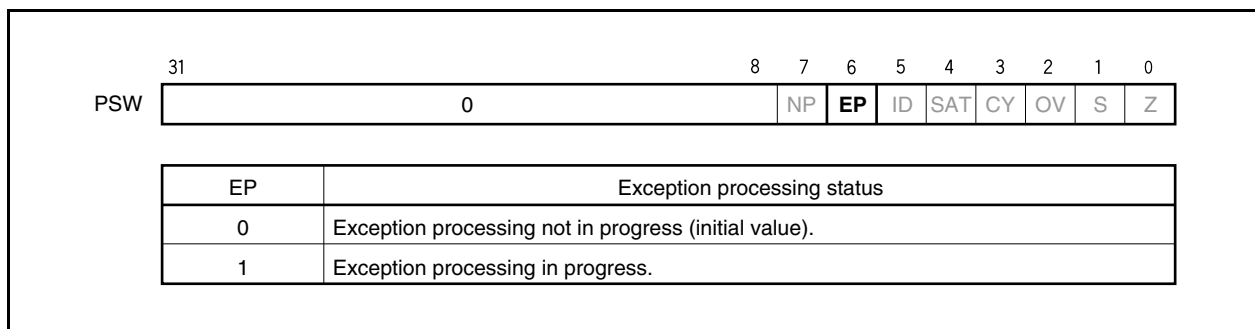 31 8 7 6 5 4 3 2 1 0
PSW 0 NP EP ID SAT CY OV S Z
EP Exception processing status
0 Exception processing not in progress (initial value).
1 Exception processing in progress.